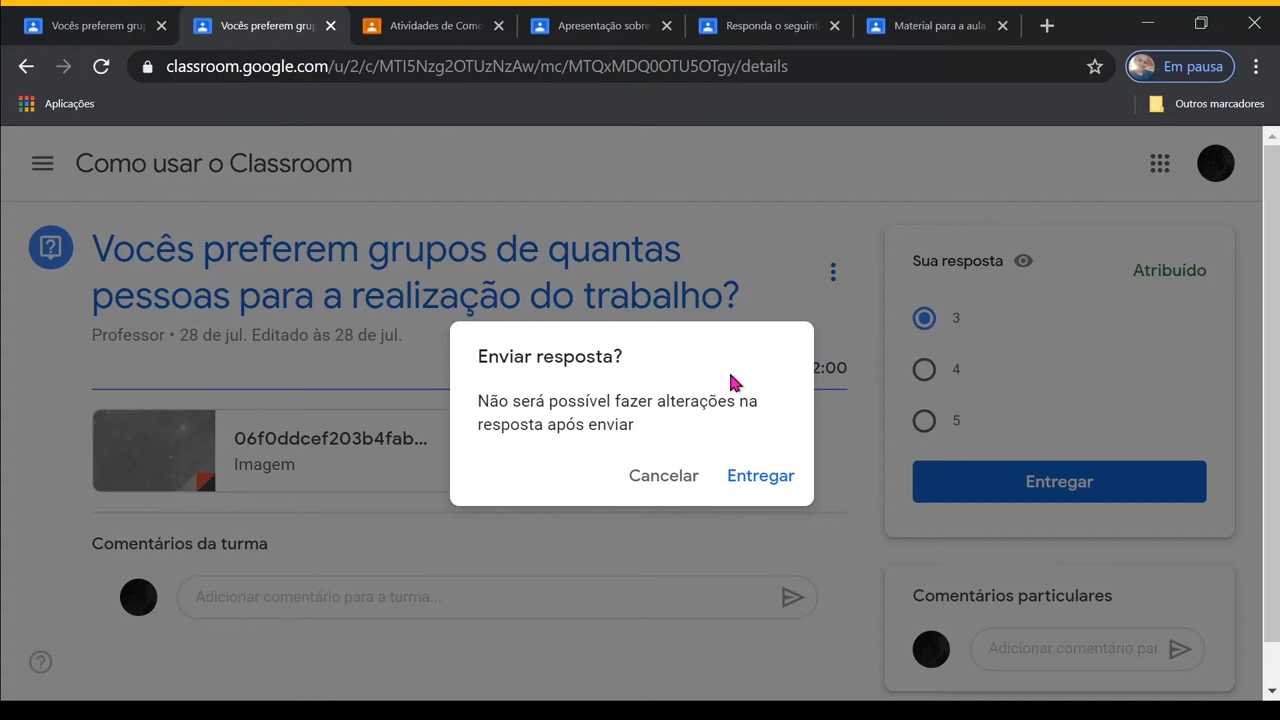 Vocês preferem gru
Vocês preferem gru
Atividades de Como
Apresentação sobre
Responda o seguint
Material para a aula
classroom.google.com/u/2/c/MTI5Nzg2OTUzNzAw/mc/MTQxMDQ0OTU5OTgy/details
Em pausa
Aplicações
Outros marcadores
Como usar o Classroom
Vocês preferem grupos de quantas
pessoas para a realização do trabalho?
Professor • 28 de jul. Editado às 28 de jul.
2:00
06f0ddcef203b4fab...
Imagem
Comentários da turma
Adicionar comentário para a turma...
Enviar resposta?
Não será possível fazer alterações na
resposta após enviar
Cancelar Entregar
Sua resposta
Atribuído
3
4
5
Entregar
Comentários particulares
Adicionar comentário par